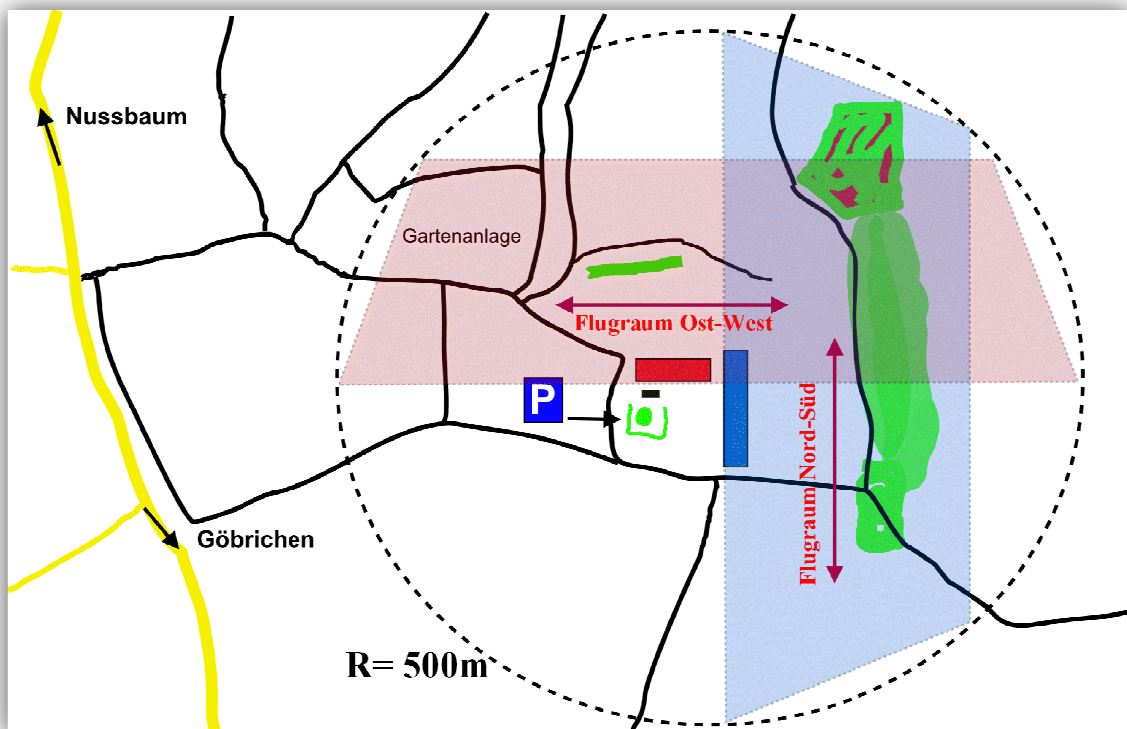 Nussbaum
Gartenanlage
Flugraum Ost-West
P
Flugraum Nord-Süd
Göbrichen
R= 500m